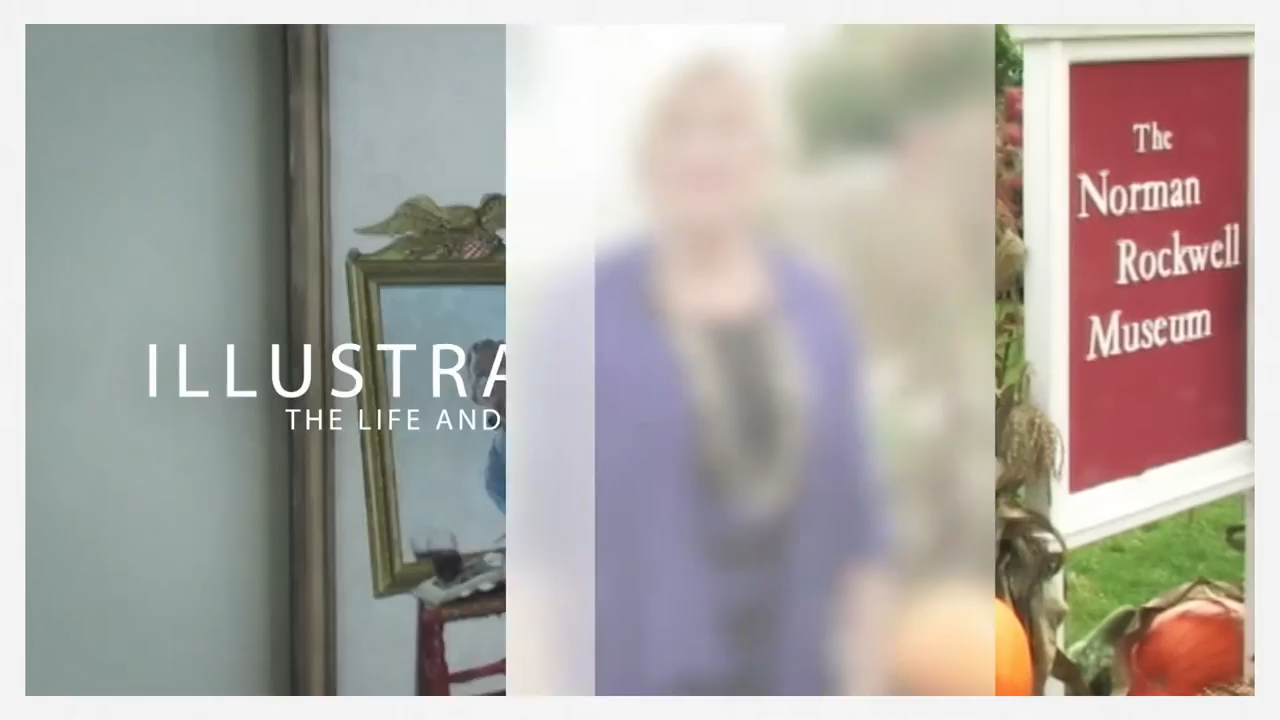 ILLUSTRA
THE LIFE AND
The
Norman
Rockwell
Museum